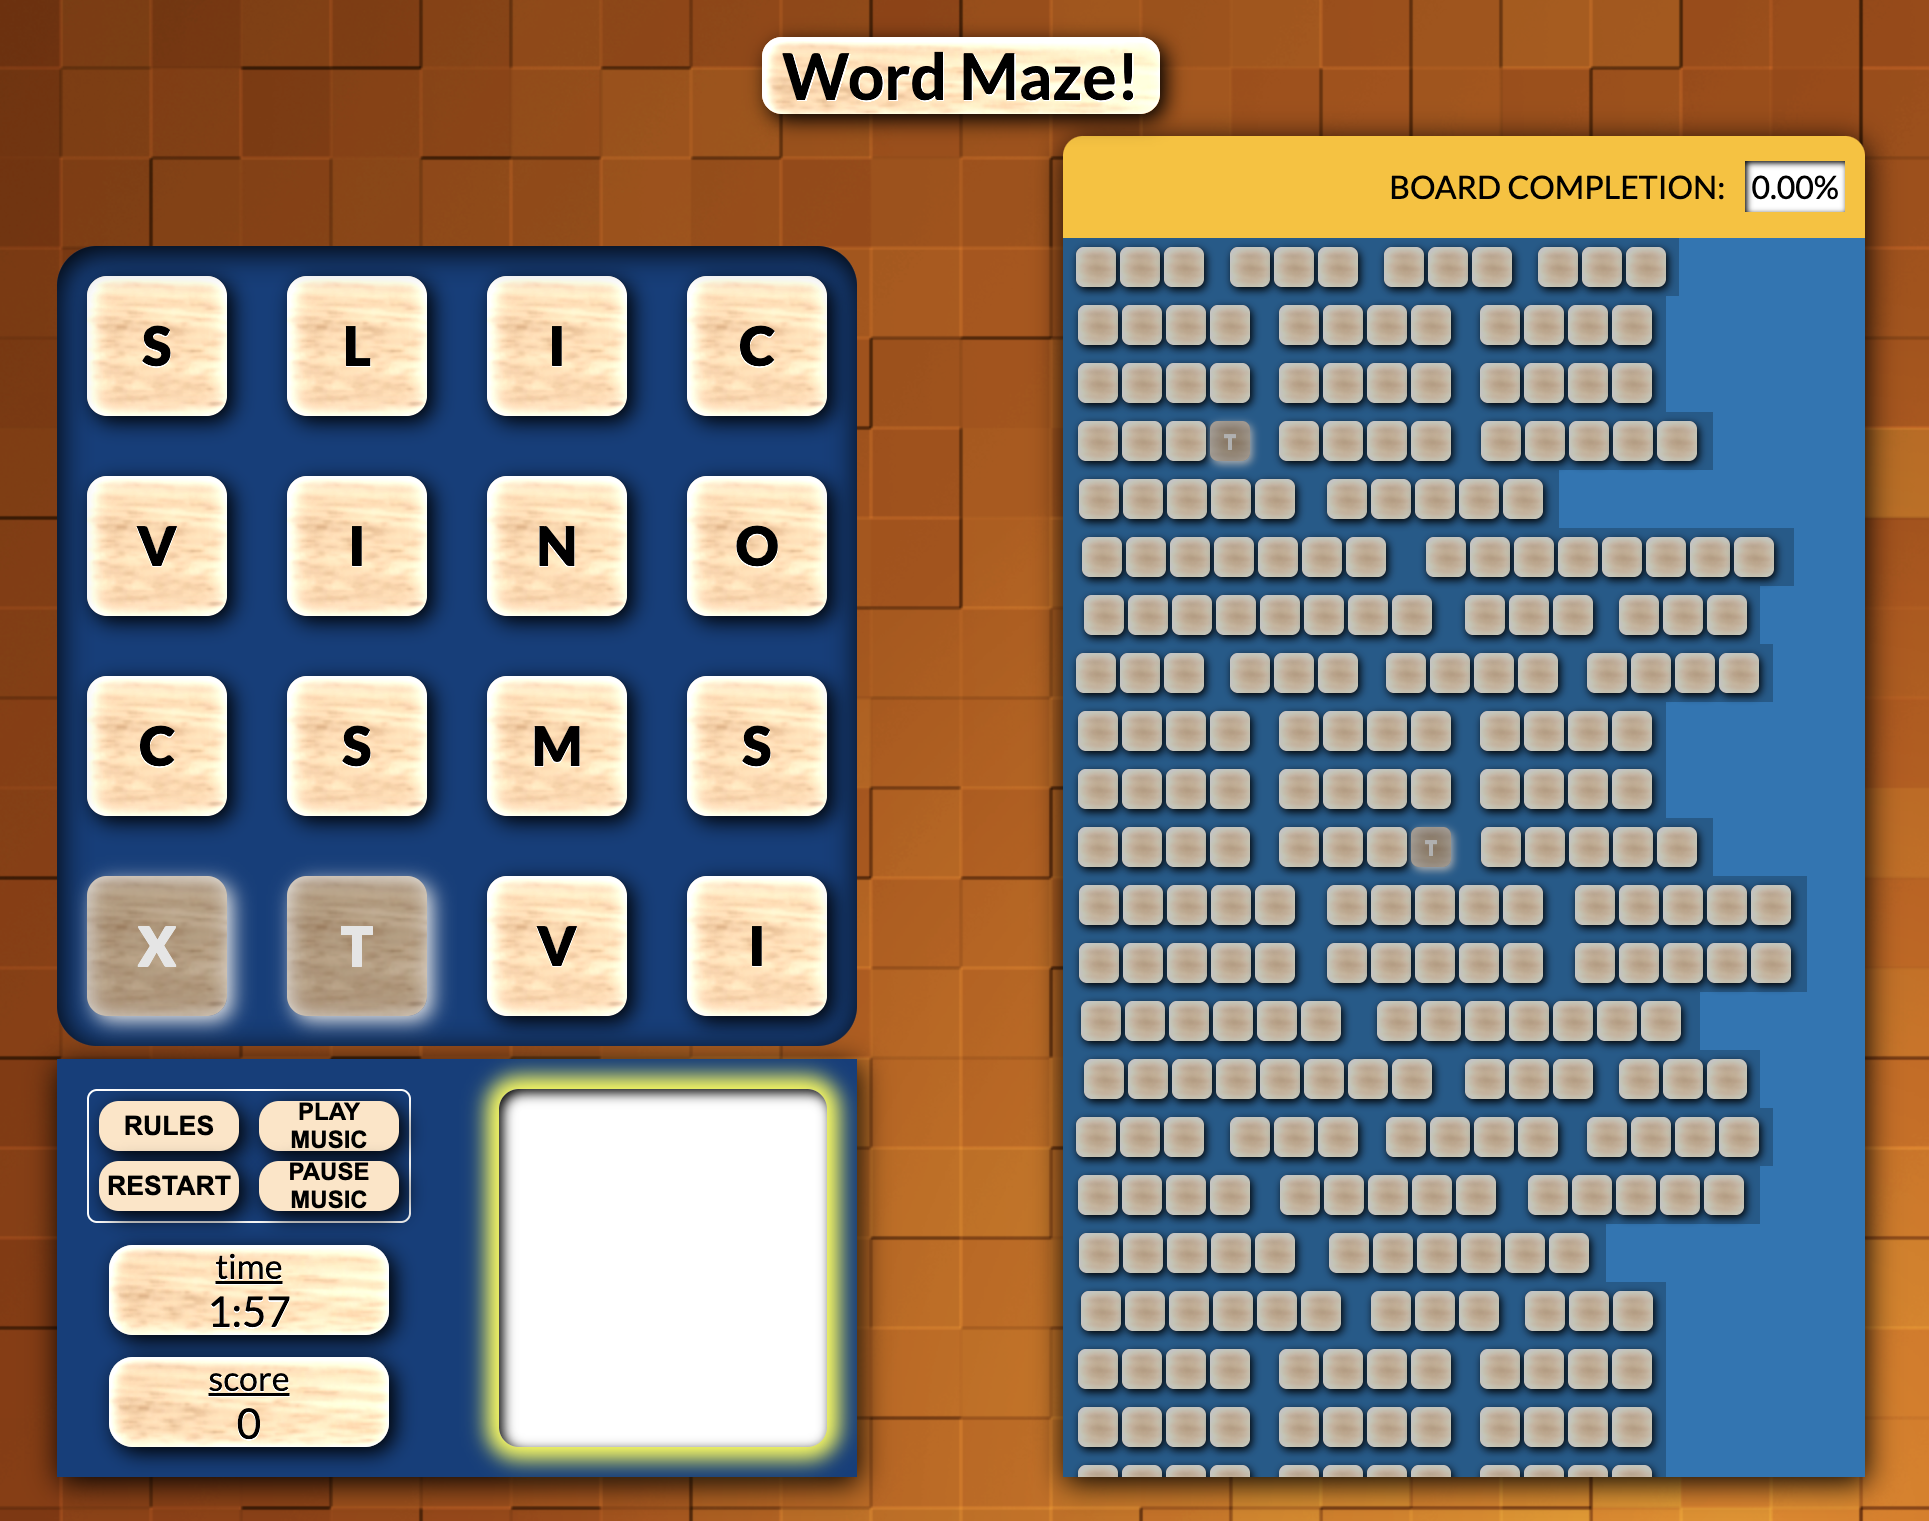 Word Maze!
BOARD COMPLETION: 0.00%
S L I C
V I N O
C S M S
X T V I
T
T
RULES
PLAY MUSIC
RESTART
PAUSE MUSIC
time
1:57
score
0